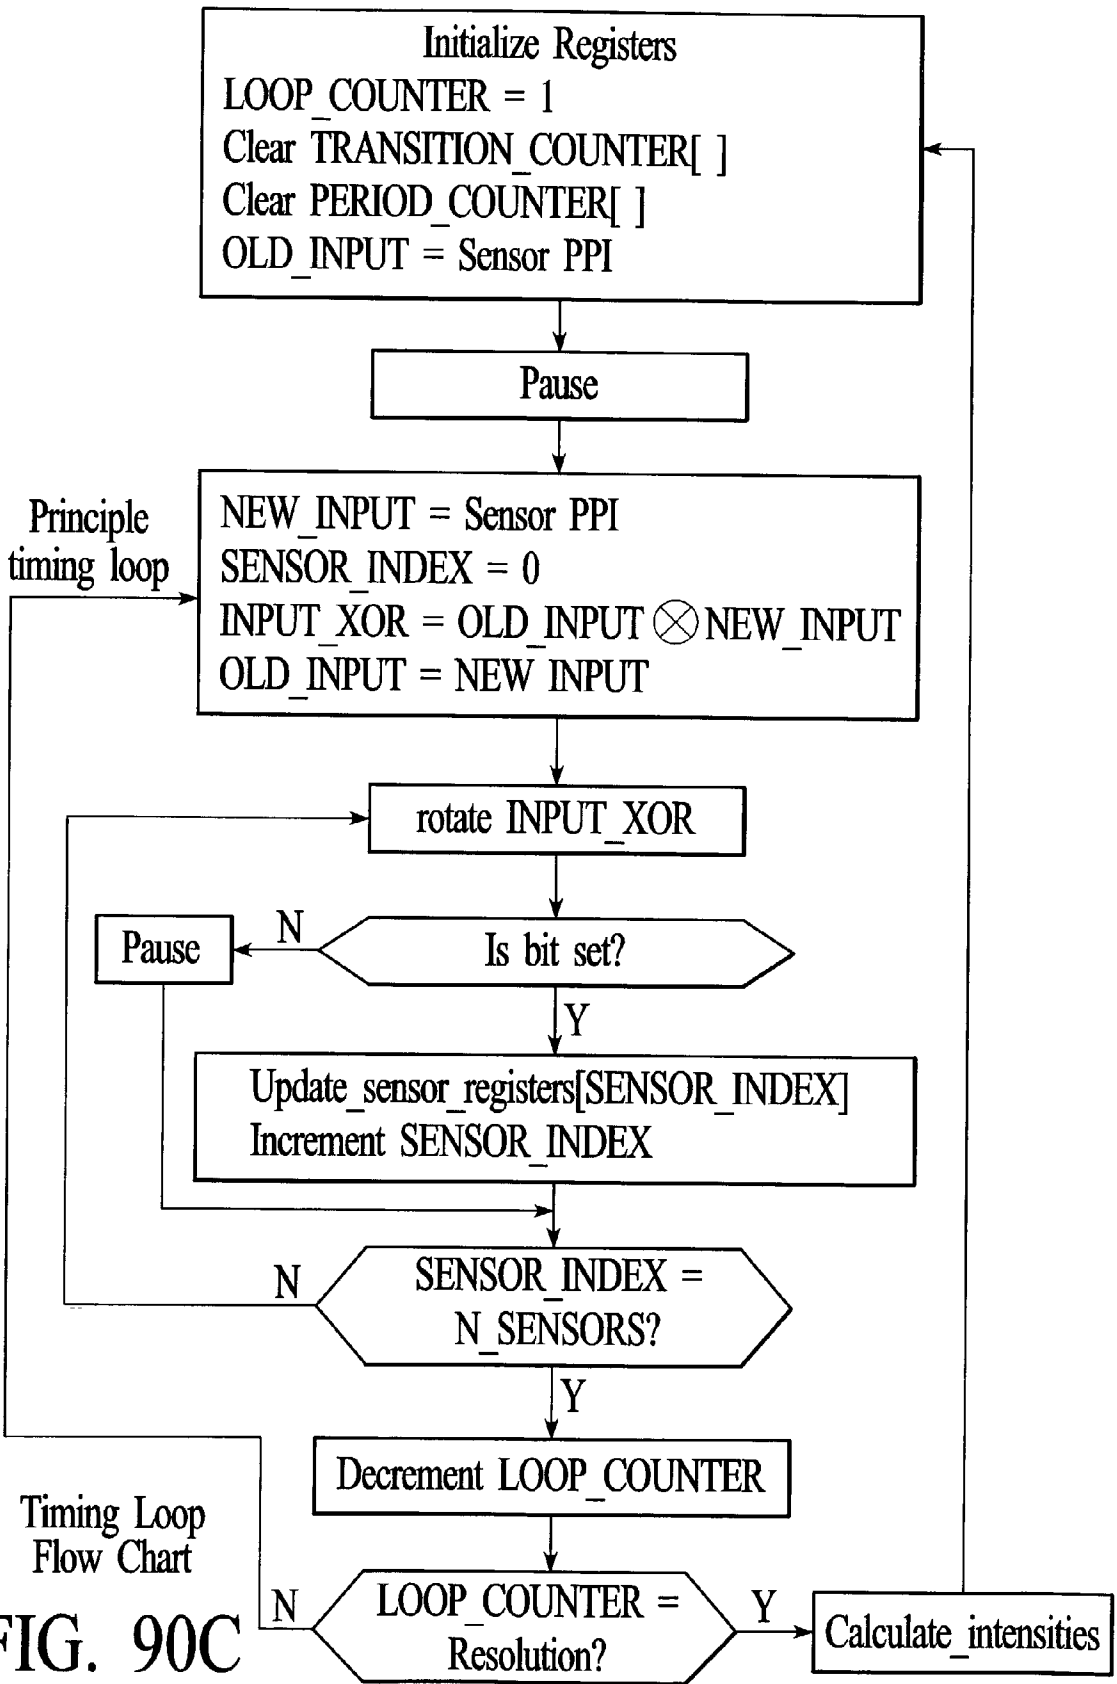 Initialize Registers
LOOP_COUNTER = 1
Clear TRANSITION_COUNTER[ ]
Clear PERIOD_COUNTER[ ]
OLD_INPUT = Sensor PPI
Pause
Principle
timing loop
NEW_INPUT = Sensor PPI
SENSOR_INDEX = 0
INPUT_XOR = OLD_INPUT ⊗ NEW_INPUT
OLD_INPUT = NEW INPUT
rotate INPUT_XOR
Pause
N
Is bit set?
Y
Update_sensor_registers[SENSOR_INDEX]
Increment SENSOR_INDEX
N
SENSOR_INDEX =
N_SENSORS?
Y
Decrement LOOP_COUNTER
Timing Loop
Flow Chart
FIG. 90C
N
LOOP_COUNTER =
Resolution?
Y
Calculate_intensities